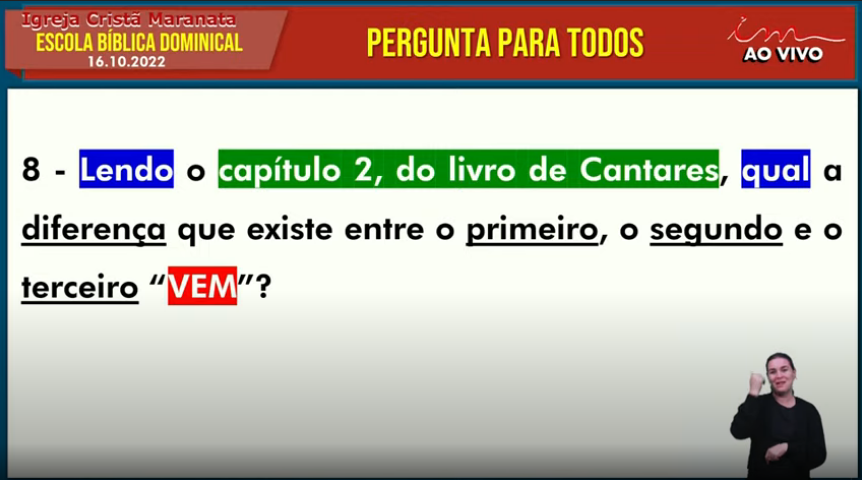 Igreja Cristã Maranata
ESCOLA BÍBLICA DOMINICAL
16.10.2022
PERGUNTA PARA TODOS
im
AO VIVO
8 - Lendo o capítulo 2, do livro de Cantares, qual a
diferença que existe entre o primeiro, o segundo e o
terceiro “VEM”?